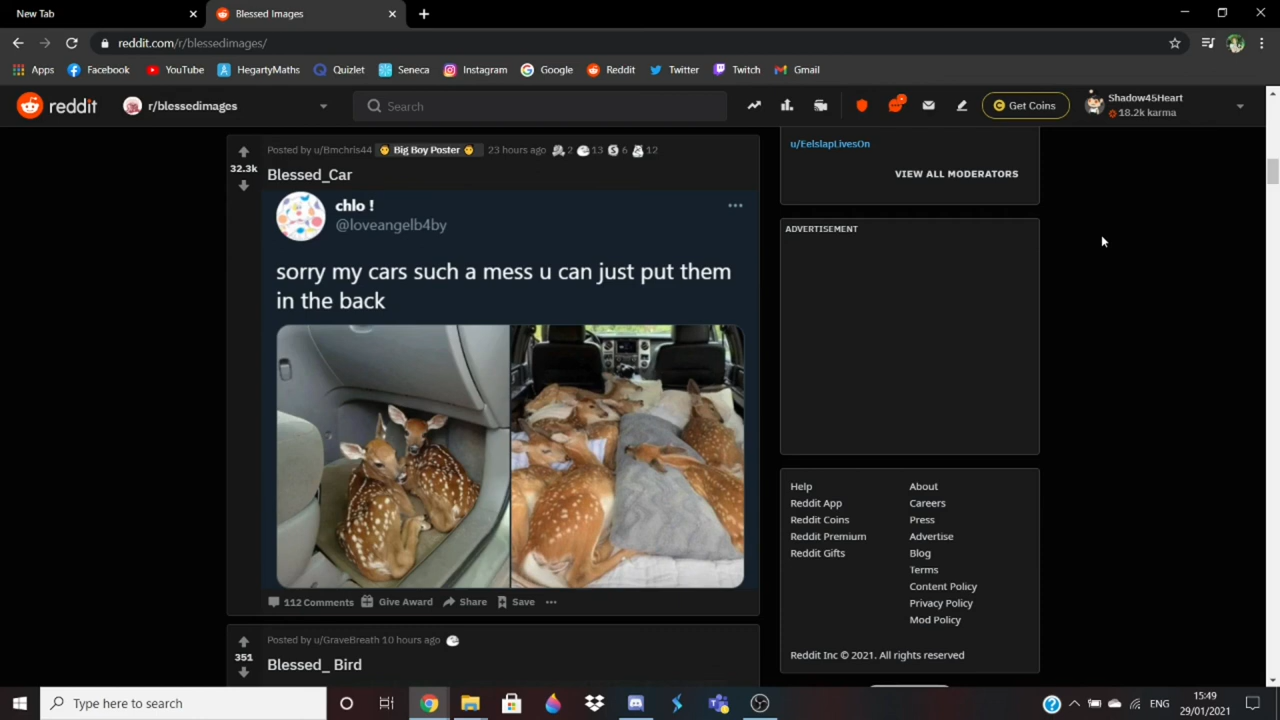 New Tab
Blessed Images
reddit.com/r/blessedimages/
Apps Facebook YouTube HegartyMaths Quizlet Seneca Instagram Google Reddit Twitter Twitch Gmail
reddit r/blessedimages Search Get Coins Shadow45Heart
18.2k karma
Posted by u/Bmchris44 Big Boy Poster 23 hours ago 2 13 6 12
32.3k
Blessed_Car
chlo !
@loveangelb4by
sorry my cars such a mess u can just put them
in the back
112 Comments Give Award Share Save
Posted by u/GraveBreath 10 hours ago
351
Blessed_ Bird
u/EelslapLivesOn
VIEW ALL MODERATORS
ADVERTISEMENT
Help About
Reddit App Careers
Reddit Coins Press
Reddit Premium Advertise
Reddit Gifts Blog
Terms
Content Policy
Privacy Policy
Mod Policy
Reddit Inc © 2021. All rights reserved
Type here to search
ENG
15:49
29/01/2021